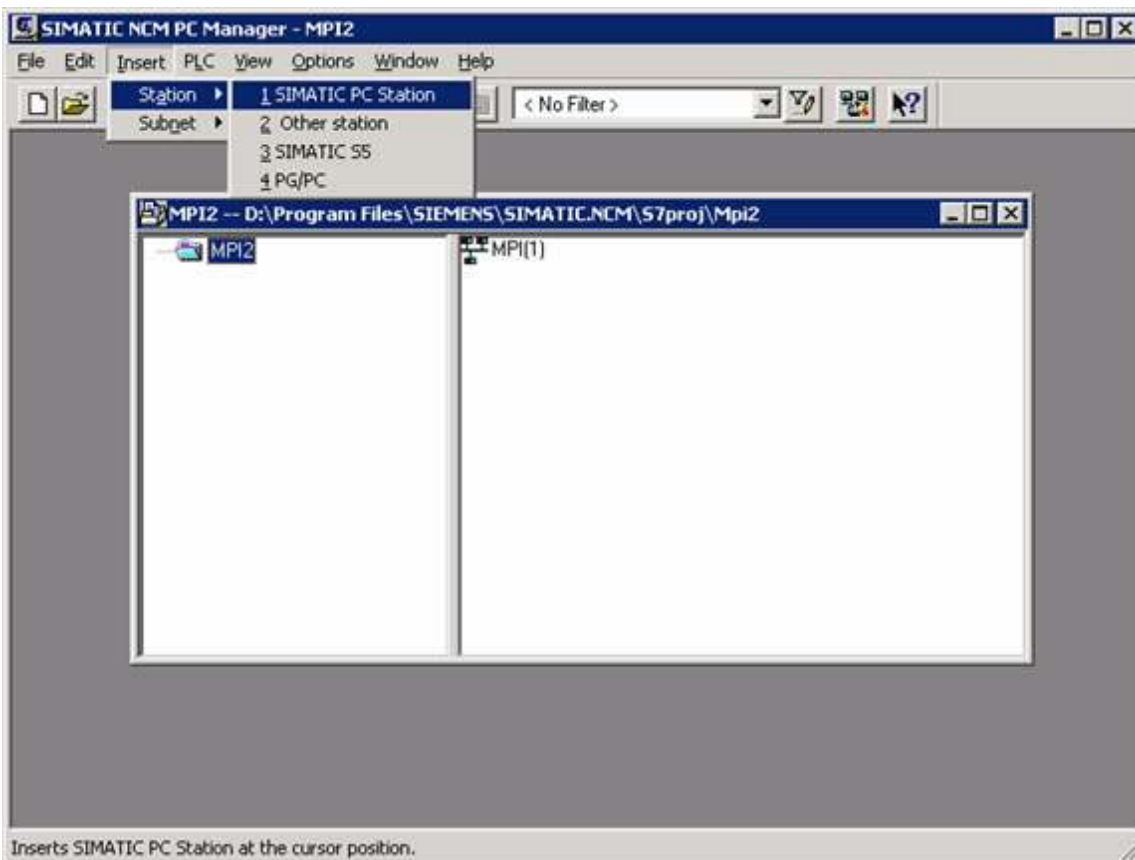 SIMATIC NCM PC Manager - MPI2
File Edit Insert PLC View Options Window Help
Station 1 SIMATIC PC Station
< No Filter >
Subnet 2 Other station
3 SIMATIC S5
4 PG/PC
MPI2 -- D:\Program Files\SIEMENS\SIMATIC.NCM\S7proj\Mpi2
MPI2 MPI(1)
Inserts SIMATIC PC Station at the cursor position.